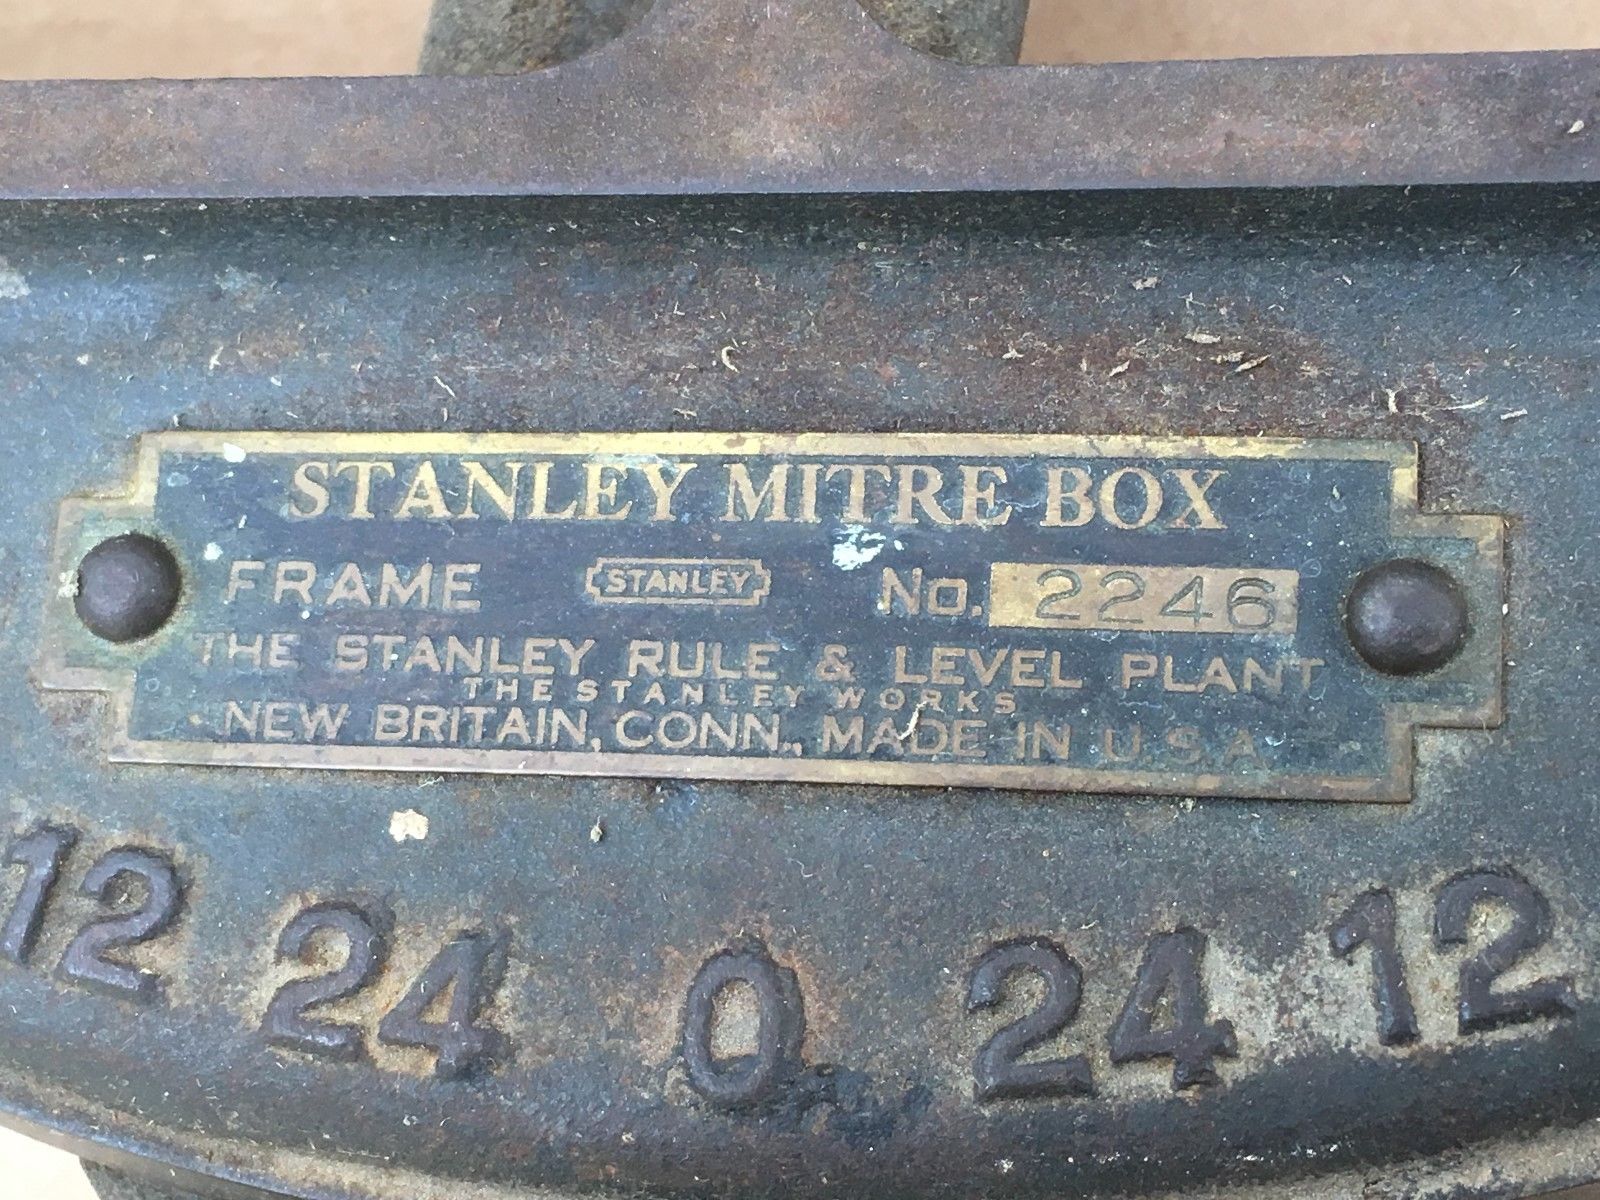 STANLEY MITRE BOX
FRAME STANLEY No. 2246
THE STANLEY RULE & LEVEL PLANT
THE STANLEY WORKS
NEW BRITAIN, CONN., MADE IN U.S.A.
12 24 0 24 12